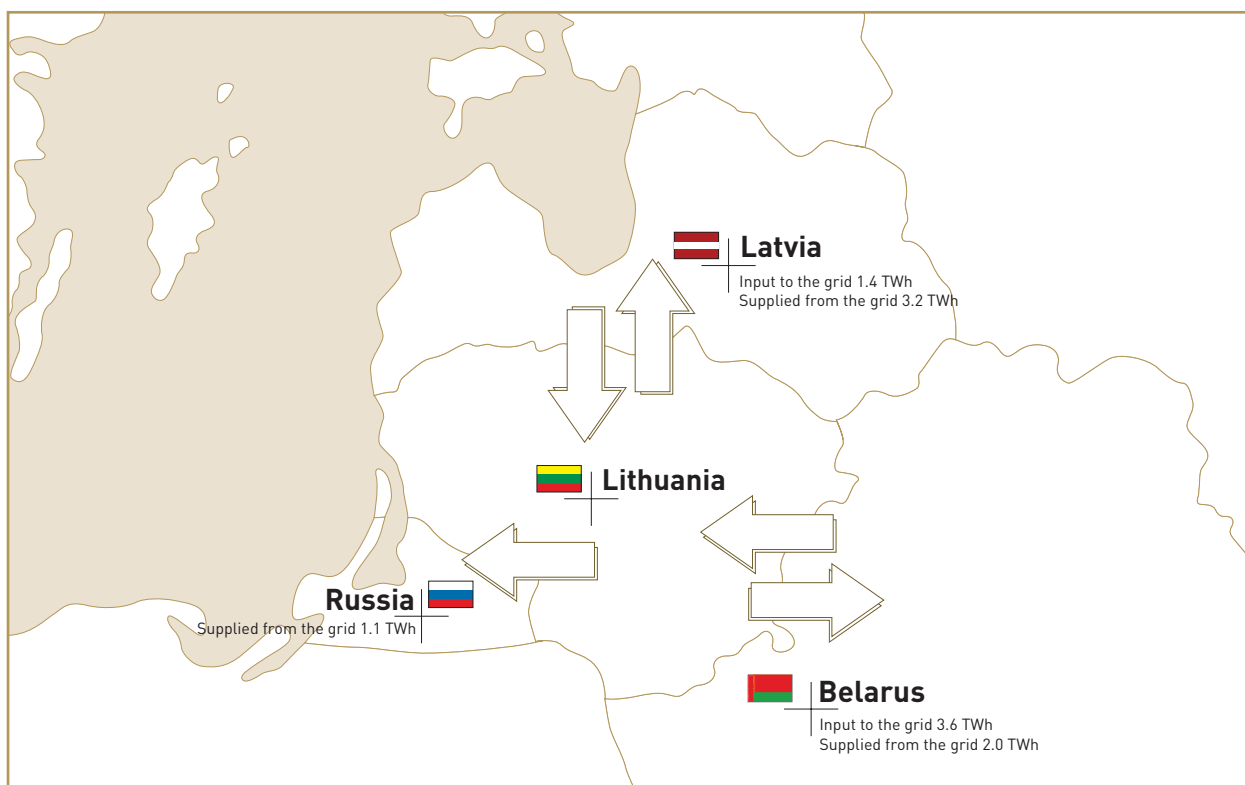 Latvia
Input to the grid 1.4 TWh
Supplied from the grid 3.2 TWh
Lithuania
Russia
Supplied from the grid 1.1 TWh
Belarus
Input to the grid 3.6 TWh
Supplied from the grid 2.0 TWh